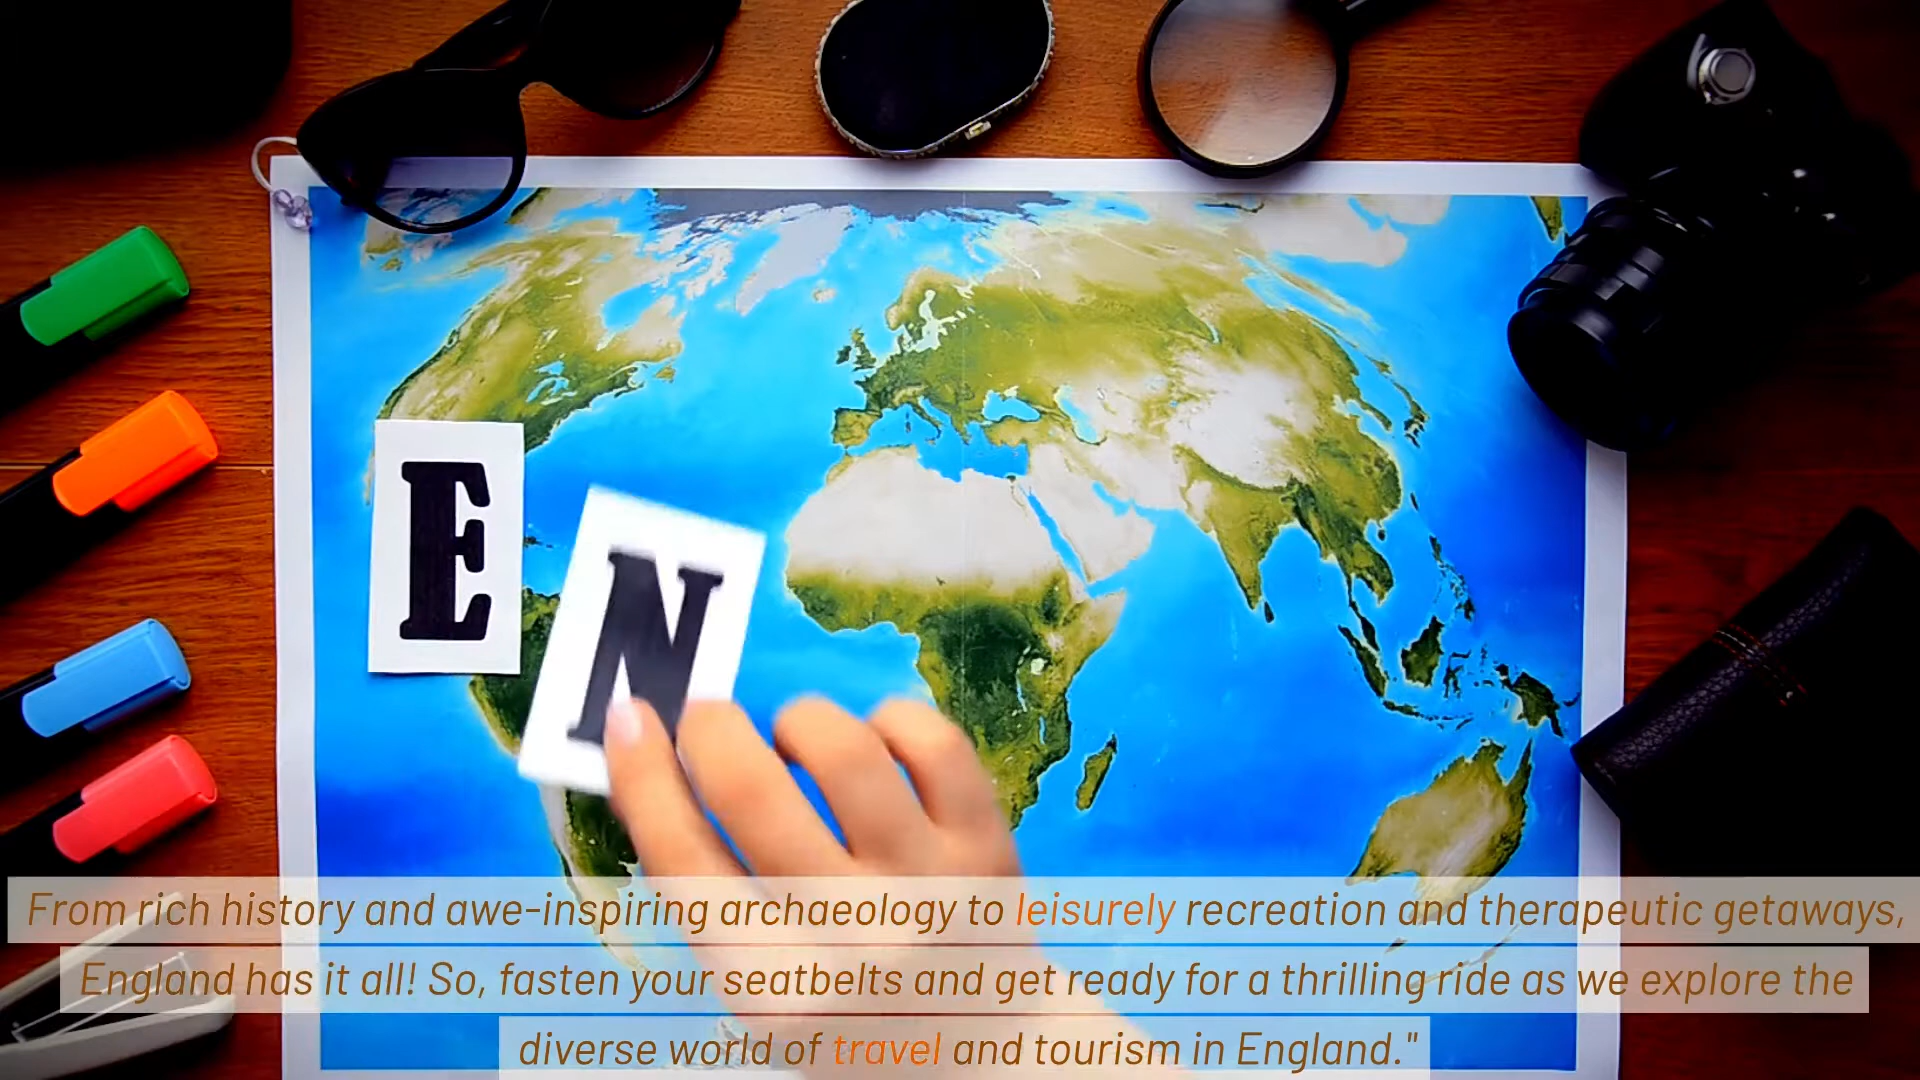 E
N
From rich history and awe-inspiring archaeology to leisurely recreation and therapeutic getaways,
England has it all! So, fasten your seatbelts and get ready for a thrilling ride as we explore the
diverse world of travel and tourism in England."